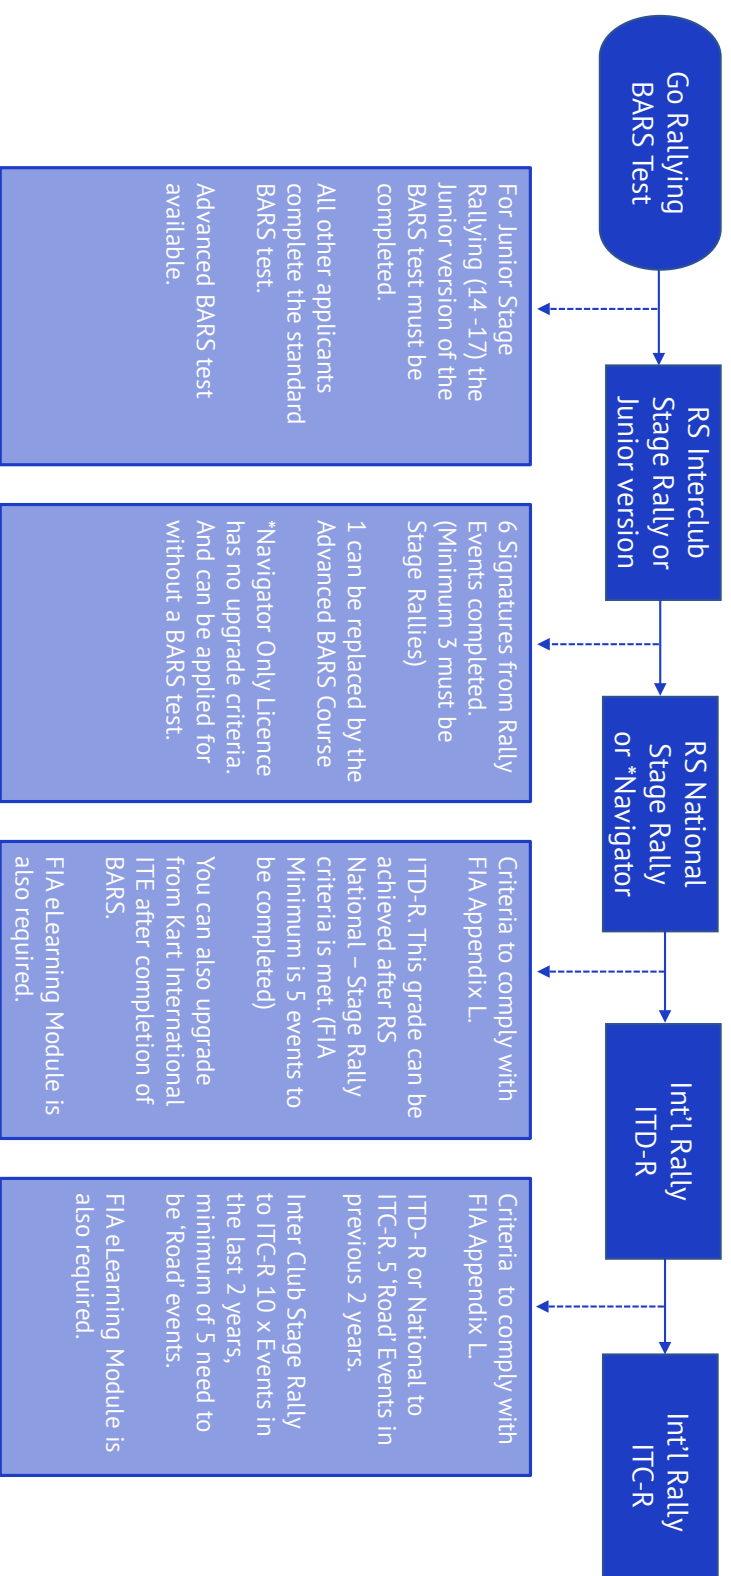 Go Rallying
BARS Test
RS Interclub
Stage Rally or
Junior version
RS National
Stage Rally
or *Navigator
Int'l Rally
ITD-R
Int'l Rally
ITC-R
For Junior Stage
Rallying (14 -17) the
Junior version of the
BARS test must be
completed.
All other applicants
complete the standard
BARS test.
Advanced BARS test
available.
6 Signatures from Rally
Events completed.
(Minimum 3 must be
Stage Rallies)
1 can be replaced by the
Advanced BARS Course
*Navigator Only Licence
has no upgrade criteria.
And can be applied for
without a BARS test.
Criteria to comply with
FIA Appendix L.
ITD-R. This grade can be
achieved after RS
National – Stage Rally
criteria is met. (FIA
Minimum is 5 events to
be completed)
You can also upgrade
from Kart International
ITE after completion of
BARS.
FIA eLearning Module is
also required.
Criteria  to comply with
FIA Appendix L.
ITD- R or National to
ITC-R. 5 ‘Road’ Events in
previous 2 years.
Inter Club Stage Rally
to ITC-R 10 x Events in
the last 2 years,
minimum of 5 need to
be ‘Road’ events.
FIA eLearning Module is
also required.